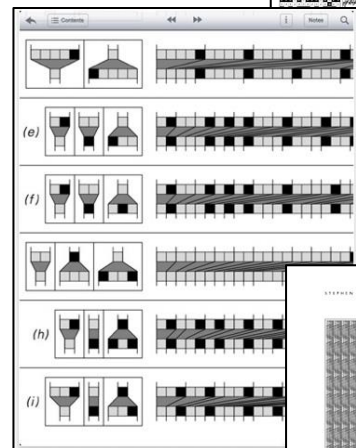 Contents
Notes
(e)
(f)
(h)
(i)
STEPHEN